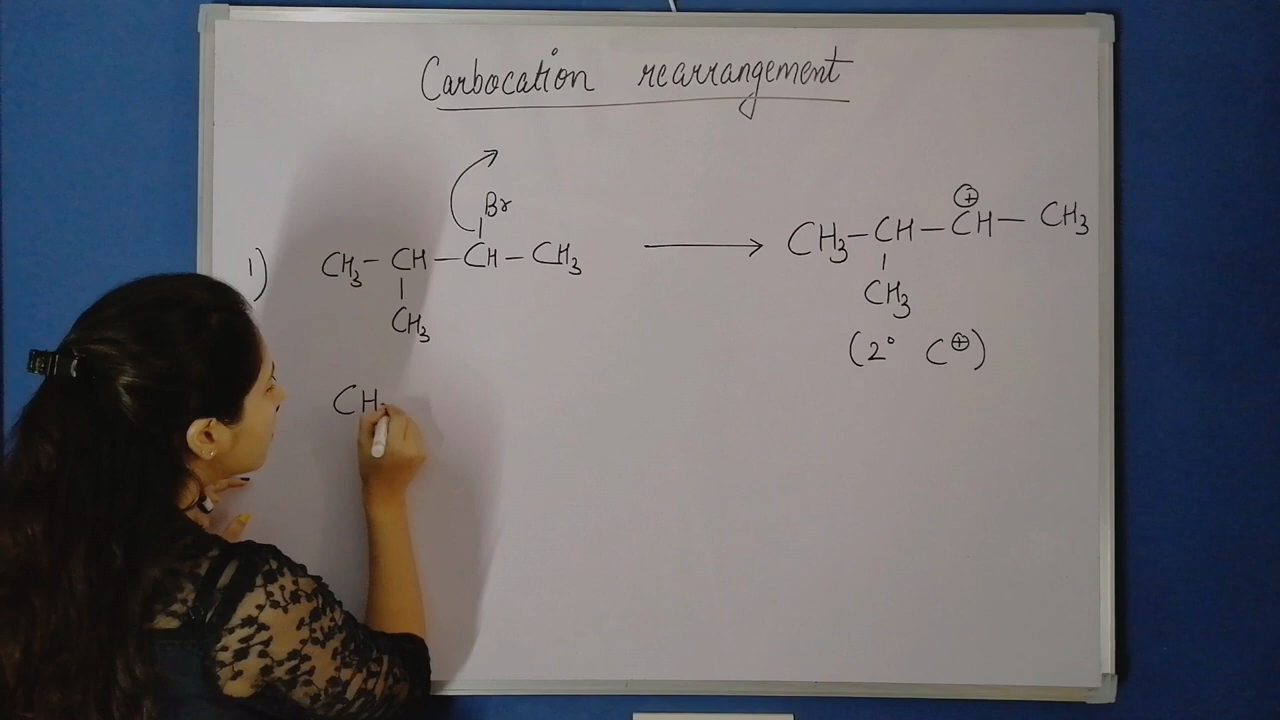 Carbocation rearrangement
Br
1) CH3 – CH – CH – CH3
CH3
⊕
CH3 – CH – CH – CH3
CH3
(2° C⊕)
CH